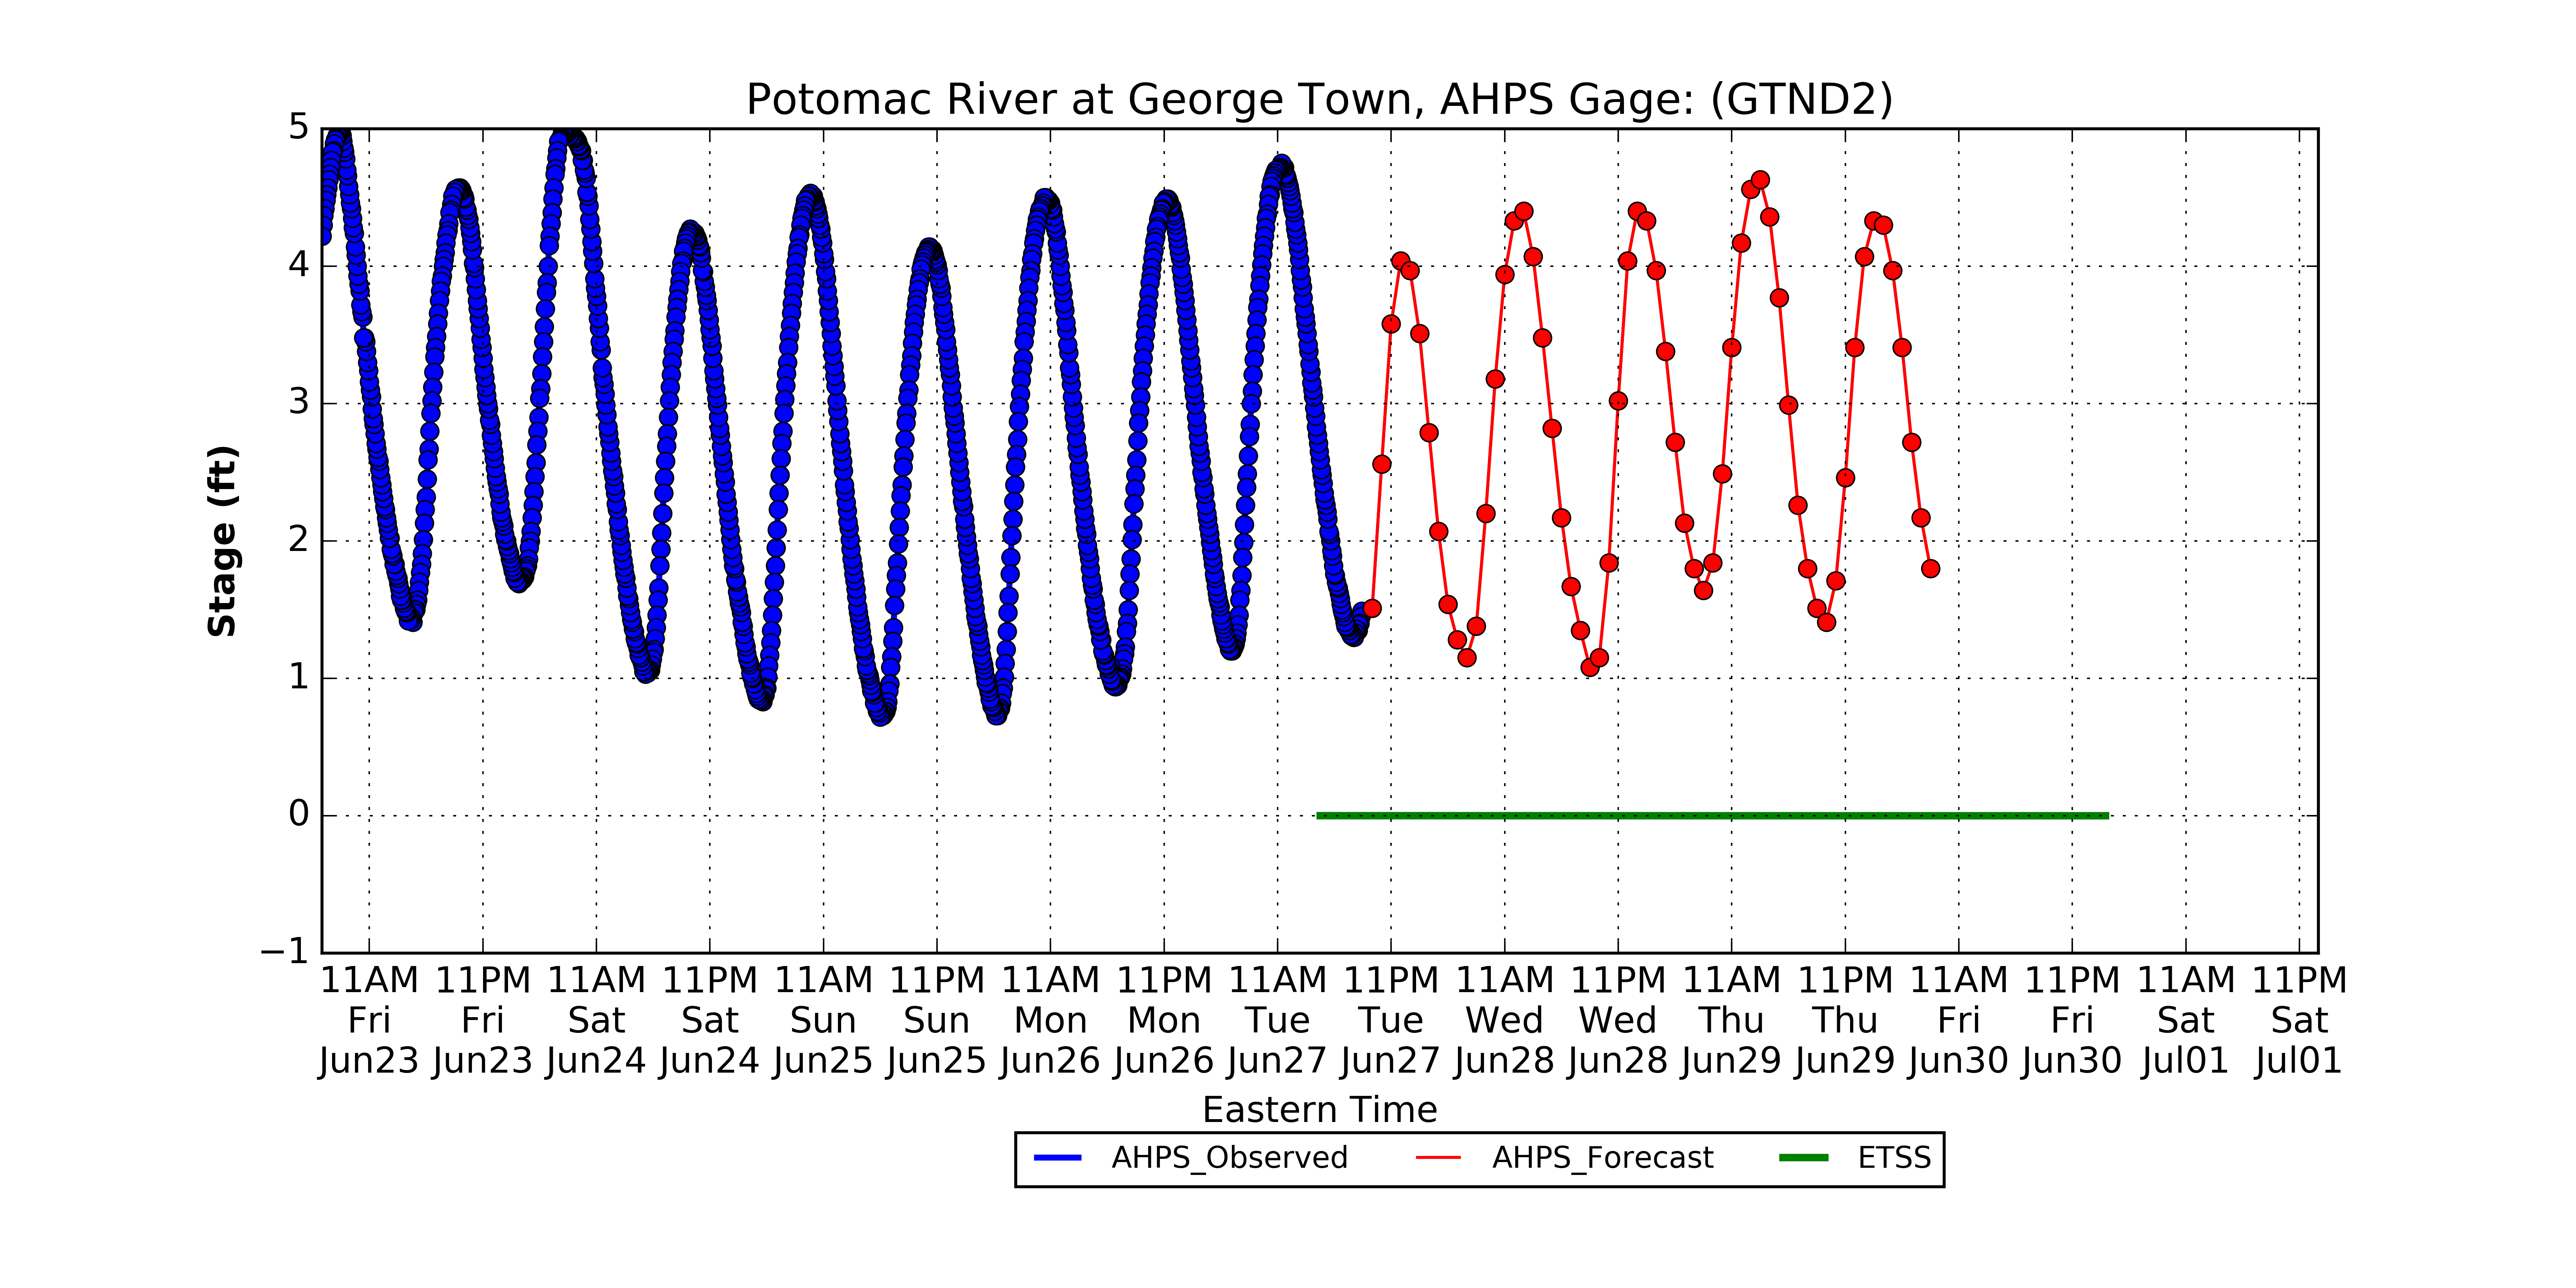 Potomac River at George Town, AHPS Gage: (GTND2)
Stage (ft)
5
4
3
2
1
0
−1
11AM 11PM 11AM 11PM 11AM 11PM 11AM 11PM 11AM 11PM 11AM 11PM 11AM 11PM 11AM 11PM 11AM 11PM
Fri Fri Sat Sat Sun Sun Mon Mon Tue Tue Wed Wed Thu Thu Fri Fri Sat Sat
Jun23 Jun23 Jun24 Jun24 Jun25 Jun25 Jun26 Jun26 Jun27 Jun27 Jun28 Jun28 Jun29 Jun29 Jun30 Jun30 Jul01 Jul01
Eastern Time
AHPS_Observed AHPS_Forecast ETSS